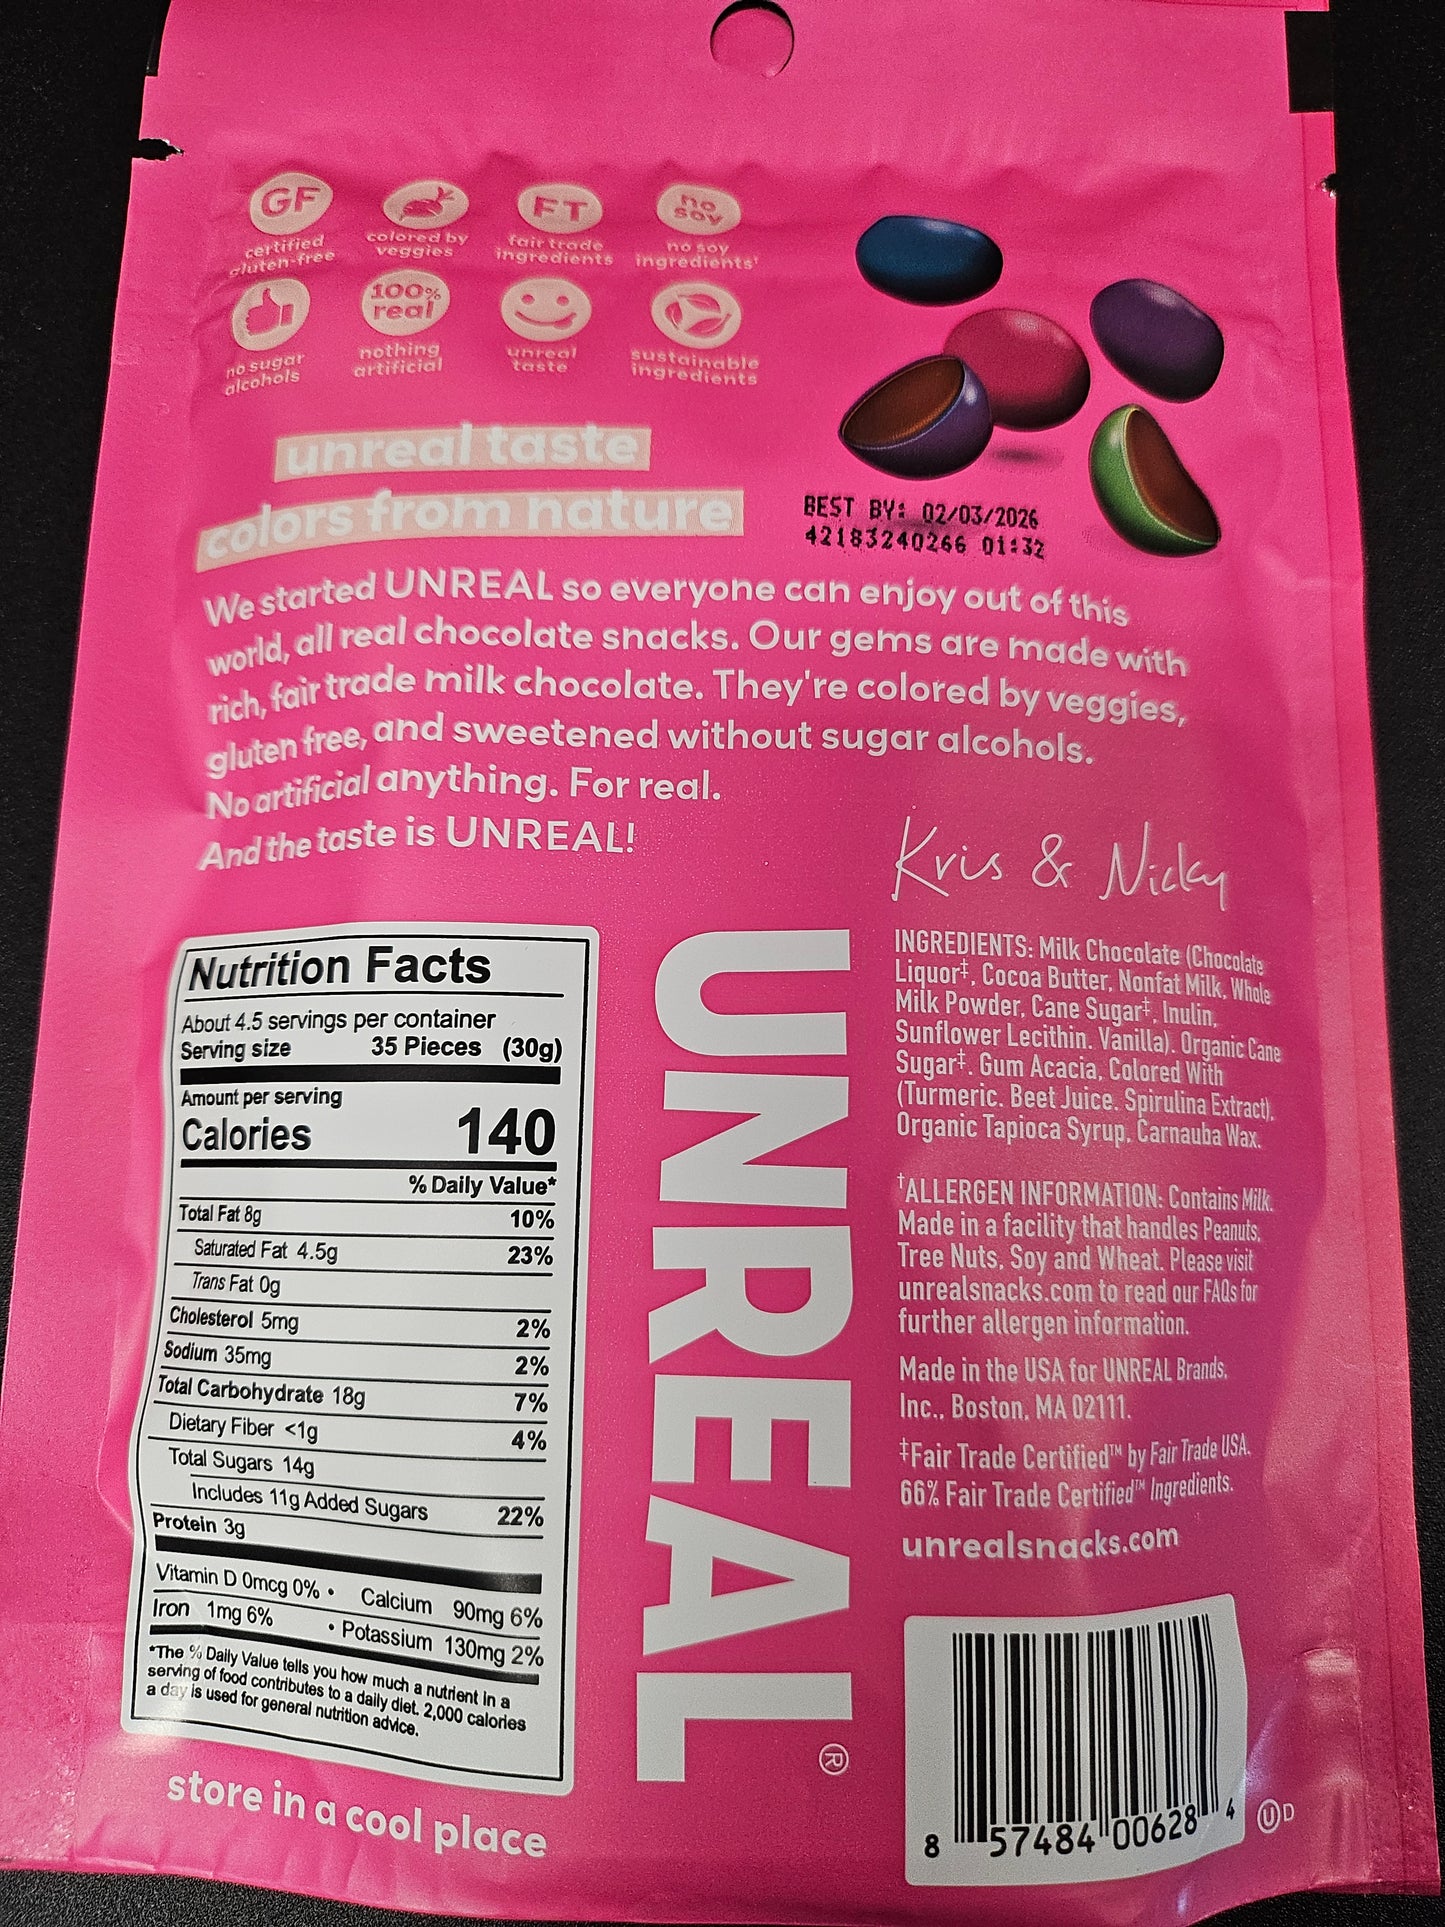 GF
certified
gluten-free
colored by
veggies
FT
fair trade
ingredients
no
soy
no soy
ingredients†
no sugar
alcohols
100%
real
nothing
artificial
unreal
taste
sustainable
ingredients
unreal taste
colors from nature
BEST BY: 02/03/2026
42183240266 01:32
We started UNREAL so everyone can enjoy out of this
world, all real chocolate snacks. Our gems are made with
rich, fair trade milk chocolate. They're colored by veggies,
gluten free, and sweetened without sugar alcohols.
No artificial anything. For real.
And the taste is UNREAL!
Kris & Nicky
Nutrition Facts
About 4.5 servings per container
Serving size 35 Pieces (30g)
Amount per serving
Calories 140
% Daily Value*
Total Fat 8g 10%
Saturated Fat 4.5g 23%
Trans Fat 0g
Cholesterol 5mg 2%
Sodium 35mg 2%
Total Carbohydrate 18g 7%
Dietary Fiber <1g 4%
Total Sugars 14g
Includes 11g Added Sugars 22%
Protein 3g
Vitamin D 0mcg 0% • Calcium 90mg 6%
Iron 1mg 6% • Potassium 130mg 2%
*The % Daily Value tells you how much a nutrient in a
serving of food contributes to a daily diet. 2,000 calories
a day is used for general nutrition advice.
store in a cool place
UNREAL®
INGREDIENTS: Milk Chocolate (Chocolate
Liquor‡, Cocoa Butter, Nonfat Milk, Whole
Milk Powder, Cane Sugar‡, Inulin,
Sunflower Lecithin, Vanilla), Organic Cane
Sugar‡, Gum Acacia, Colored With
(Turmeric, Beet Juice, Spirulina Extract),
Organic Tapioca Syrup, Carnauba Wax.
†ALLERGEN INFORMATION: Contains Milk.
Made in a facility that handles Peanuts,
Tree Nuts, Soy and Wheat. Please visit
unrealsnacks.com to read our FAQs for
further allergen information.
Made in the USA for UNREAL Brands,
Inc., Boston, MA 02111.
‡Fair Trade Certified™ by Fair Trade USA.
66% Fair Trade Certified™ Ingredients.
unrealsnacks.com
8 57484 00628 4
U D